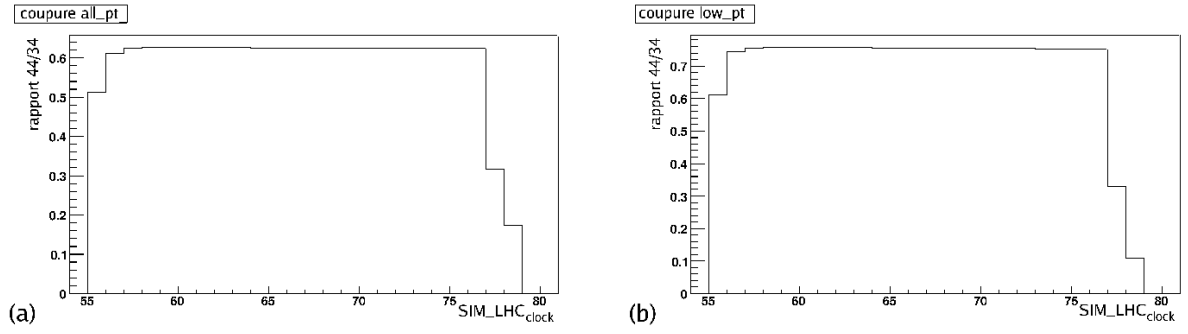 coupure all_pt_
rapport 44/34
0.6
0.5
0.4
0.3
0.2
0.1
0
55 60 65 70 75 80
SIM_LHC_clock
(a)
coupure low_pt
rapport 44/34
0.7
0.6
0.5
0.4
0.3
0.2
0.1
0
55 60 65 70 75 80
SIM_LHC_clock
(b)